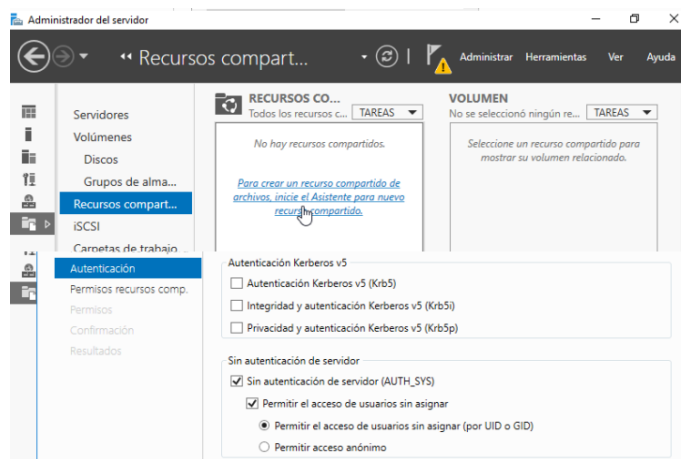 Administrador del servidor
Recursos compart...
Administrar Herramientas Ver Ayuda
Servidores
Volúmenes
Discos
Grupos de alma...
Recursos compart...
iSCSI
Carpetas de trabajo
RECURSOS CO...
Todos los recursos c... TAREAS
No hay recursos compartidos.
Para crear un recurso compartido de
archivos, inicie el Asistente para nuevo
recurso compartido.
VOLUMEN
No se seleccionó ningún re... TAREAS
Seleccione un recurso compartido para
mostrar su volumen relacionado.
Autenticación
Permisos recursos comp.
Permisos
Confirmación
Resultados
Autenticación Kerberos v5
Autenticación Kerberos v5 (Krb5)
Integridad y autenticación Kerberos v5 (Krb5i)
Privacidad y autenticación Kerberos v5 (Krb5p)
Sin autenticación de servidor
Sin autenticación de servidor (AUTH_SYS)
Permitir el acceso de usuarios sin asignar
Permitir el acceso de usuarios sin asignar (por UID o GID)
Permitir acceso anónimo